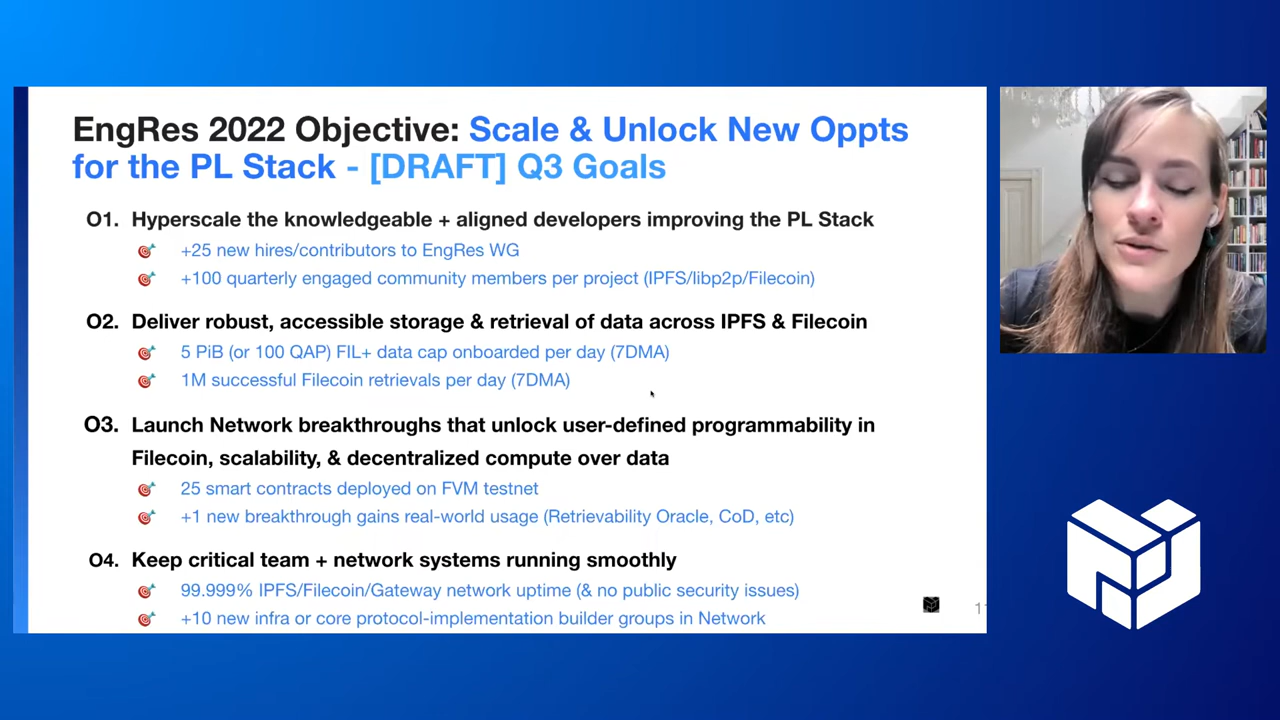 EngRes 2022 Objective: Scale & Unlock New Oppts
for the PL Stack - [DRAFT] Q3 Goals
O1. Hyperscale the knowledgeable + aligned developers improving the PL Stack
+25 new hires/contributors to EngRes WG
+100 quarterly engaged community members per project (IPFS/libp2p/Filecoin)
O2. Deliver robust, accessible storage & retrieval of data across IPFS & Filecoin
5 PiB (or 100 QAP) FIL+ data cap onboarded per day (7DMA)
1M successful Filecoin retrievals per day (7DMA)
O3. Launch Network breakthroughs that unlock user-defined programmability in
Filecoin, scalability, & decentralized compute over data
25 smart contracts deployed on FVM testnet
+1 new breakthrough gains real-world usage (Retrievability Oracle, CoD, etc)
O4. Keep critical team + network systems running smoothly
99.999% IPFS/Filecoin/Gateway network uptime (& no public security issues)
+10 new infra or core protocol-implementation builder groups in Network